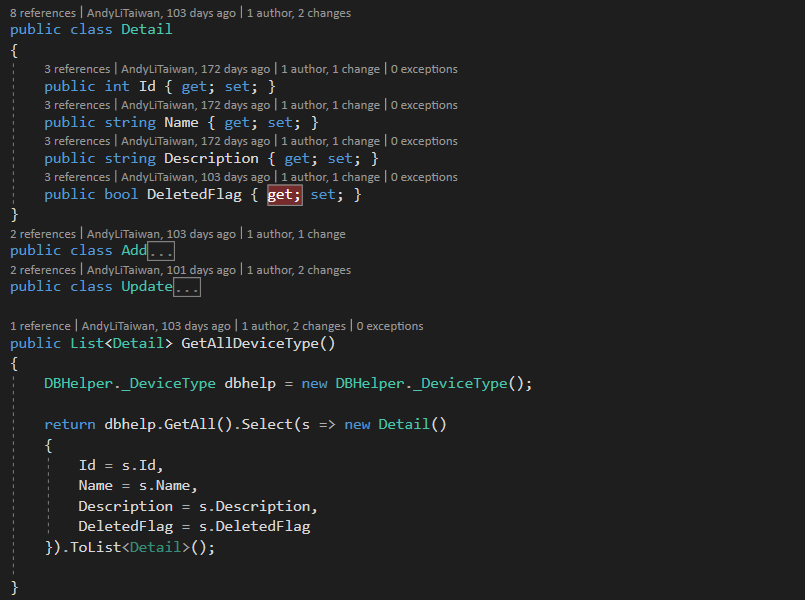 8 references | AndyLiTaiwan, 103 days ago | 1 author, 2 changes
public class Detail
{
3 references | AndyLiTaiwan, 172 days ago | 1 author, 1 change | 0 exceptions
public int Id { get; set; }
3 references | AndyLiTaiwan, 172 days ago | 1 author, 1 change | 0 exceptions
public string Name { get; set; }
3 references | AndyLiTaiwan, 172 days ago | 1 author, 1 change | 0 exceptions
public string Description { get; set; }
3 references | AndyLiTaiwan, 103 days ago | 1 author, 1 change | 0 exceptions
public bool DeletedFlag { get; set; }
}
2 references | AndyLiTaiwan, 103 days ago | 1 author, 1 change
public class Add...
2 references | AndyLiTaiwan, 101 days ago | 1 author, 2 changes
public class Update...
1 reference | AndyLiTaiwan, 103 days ago | 1 author, 2 changes | 0 exceptions
public List<Detail> GetAllDeviceType()
{
DBHelper._DeviceType dbhelp = new DBHelper._DeviceType();
return dbhelp.GetAll().Select(s => new Detail()
{
Id = s.Id,
Name = s.Name,
Description = s.Description,
DeletedFlag = s.DeletedFlag
}).ToList<Detail>();
}